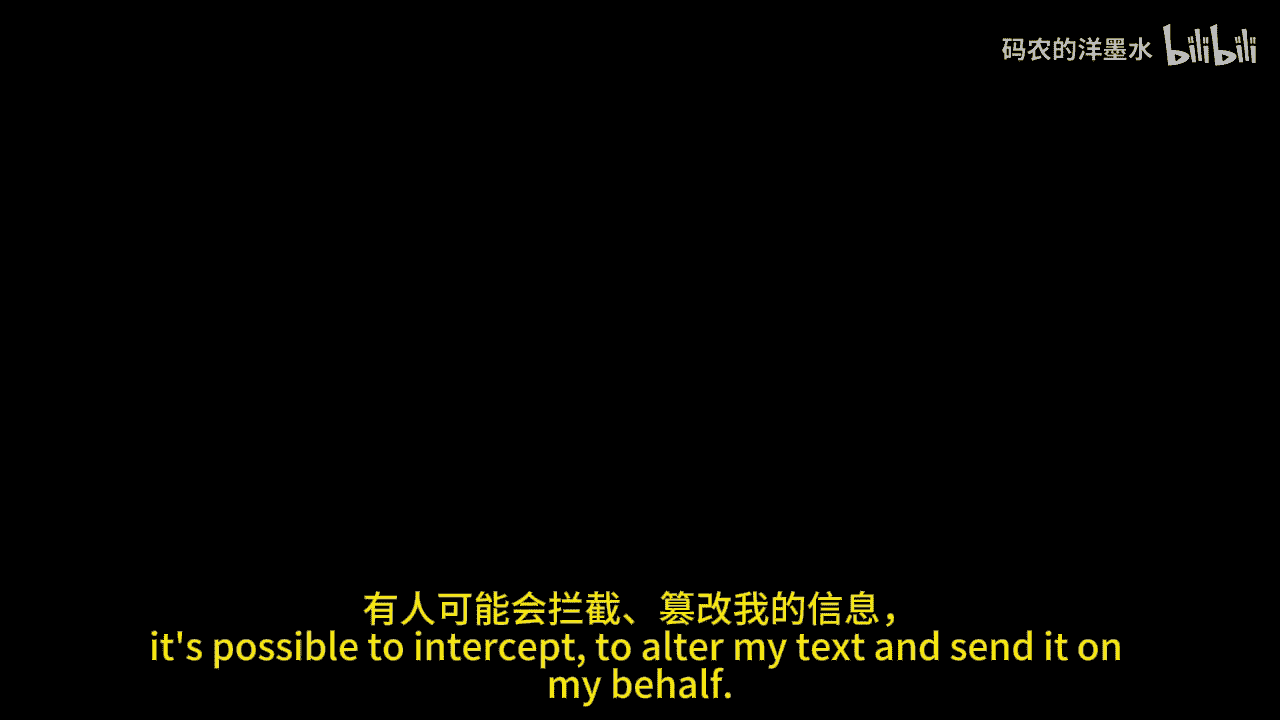 码农的洋墨水 bilibili
有人可能会拦截、篡改我的信息，
it's possible to intercept, to alter my text and send it on
my behalf.